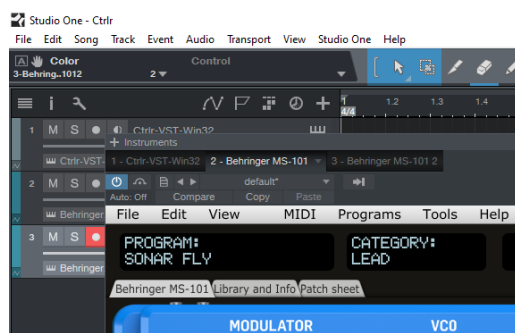 Studio One - Ctrlr
File Edit Song Track Event Audio Transport View Studio One Help
A Color Control
3-Behring..1012 2
i 1 1.2 1.3 1.4
4/4
1 M S Ctrlr-VST-Win32
+ Instruments
Ctrlr-VST- 1 - Ctrlr-VST-Win32 2 - Behringer MS-101 3 - Behringer MS-101 2
2 M S default*
Auto: Off Compare Copy Paste
Behringer File Edit View MIDI Programs Tools Help
3 M S PROGRAM: CATEGORY:
SONAR FLY LEAD
Behringer
Behringer MS-101 Library and Info Patch sheet
MODULATOR VCO